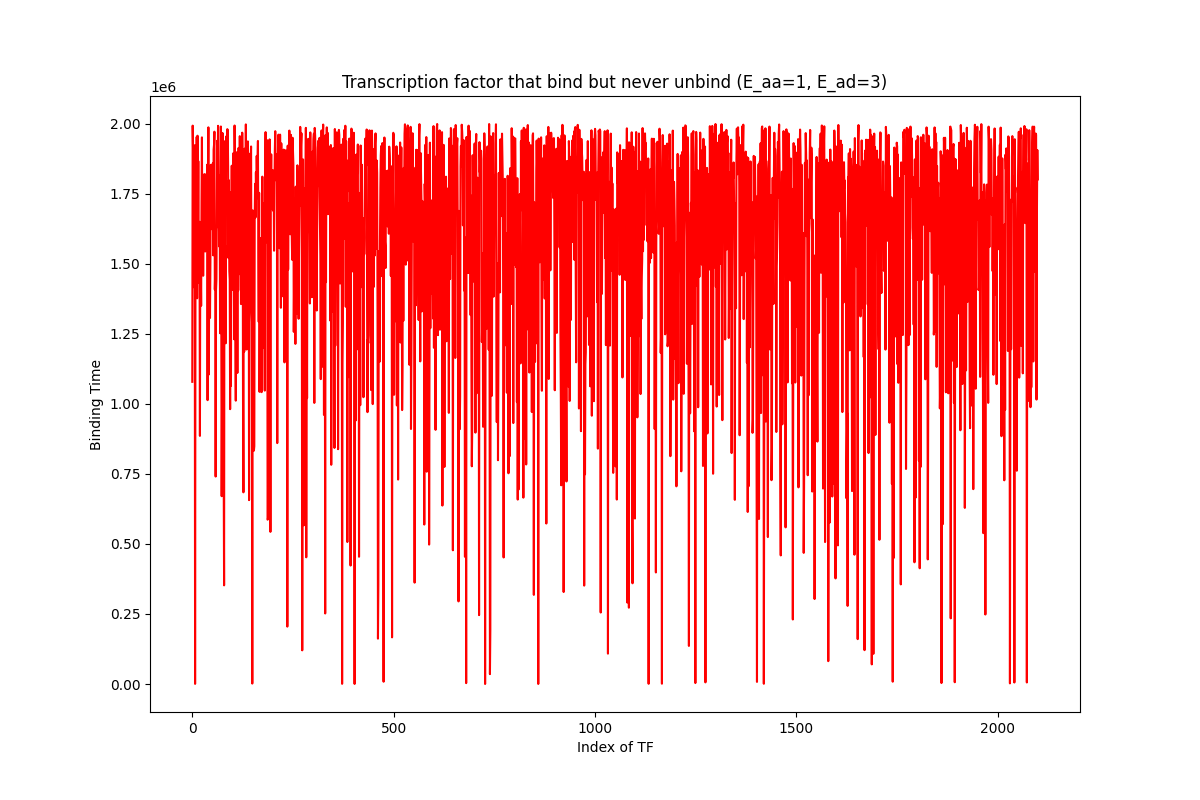 Transcription factor that bind but never unbind (E_aa=1, E_ad=3)
1e6
2.00
1.75
1.50
1.25
1.00
0.75
0.50
0.25
0.00
Binding Time
0 500 1000 1500 2000
Index of TF